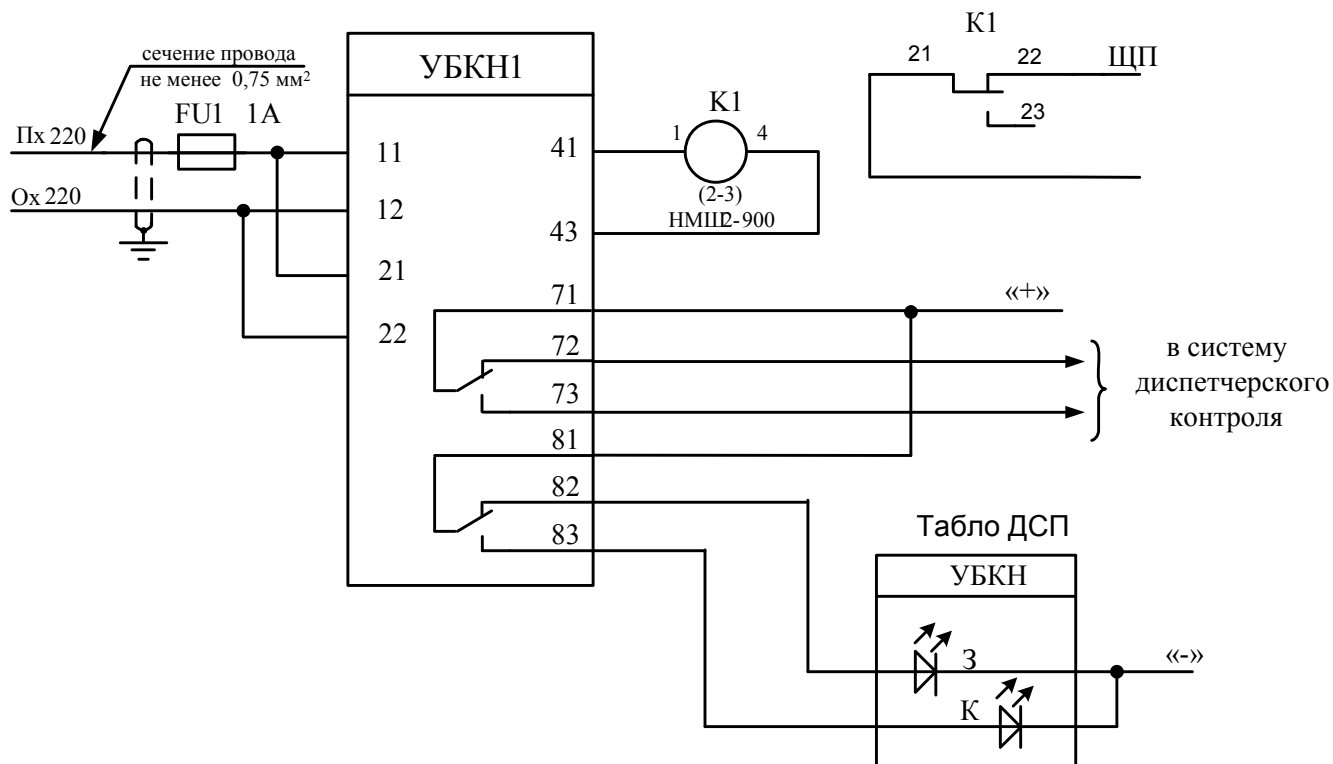 сечение провода
не менее 0,75 мм²
УБКН1
К1
FU1 1А
Пх 220
Ох 220
11
12
21
22
41
43
71
72
73
81
82
83
К1
1
4
(2-3)
НМШ2-900
21
22
ЩП
23
«+»
в систему
диспетчерского
контроля
Табло ДСП
УБКН
З
К
«-»